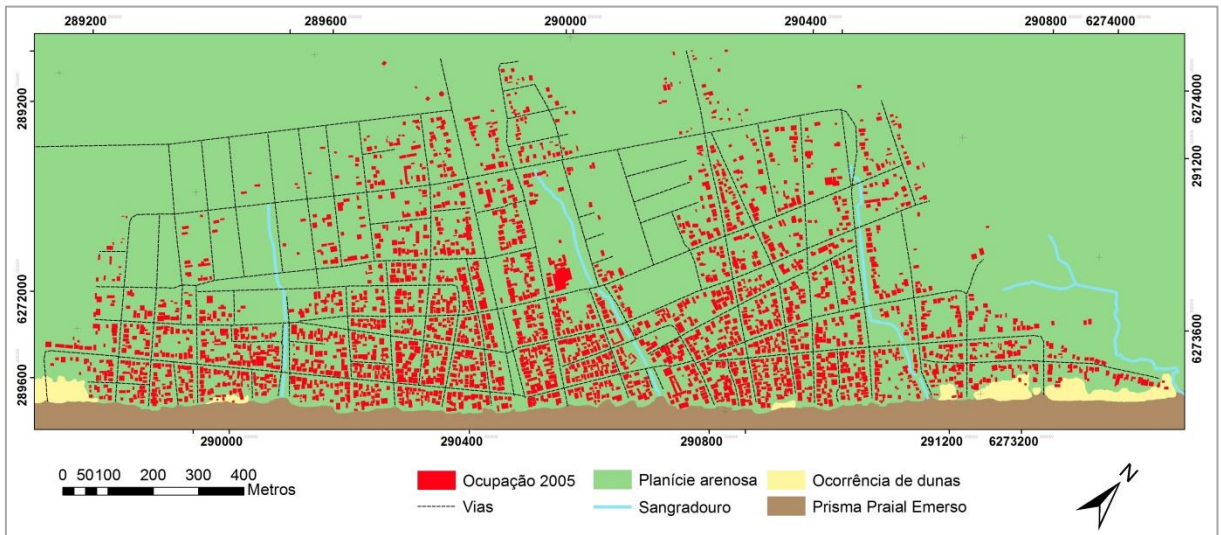 289200 289600 290000 290400 290800 6274000
289200
6274000
291200
6272000
6273600
289600
290000 290400 290800 291200 6273200
0 50 100 200 300 400
Metros
Ocupação 2005
Planície arenosa
Ocorrência de dunas
Vias
Sangradouro
Prisma Praial Emerso
N